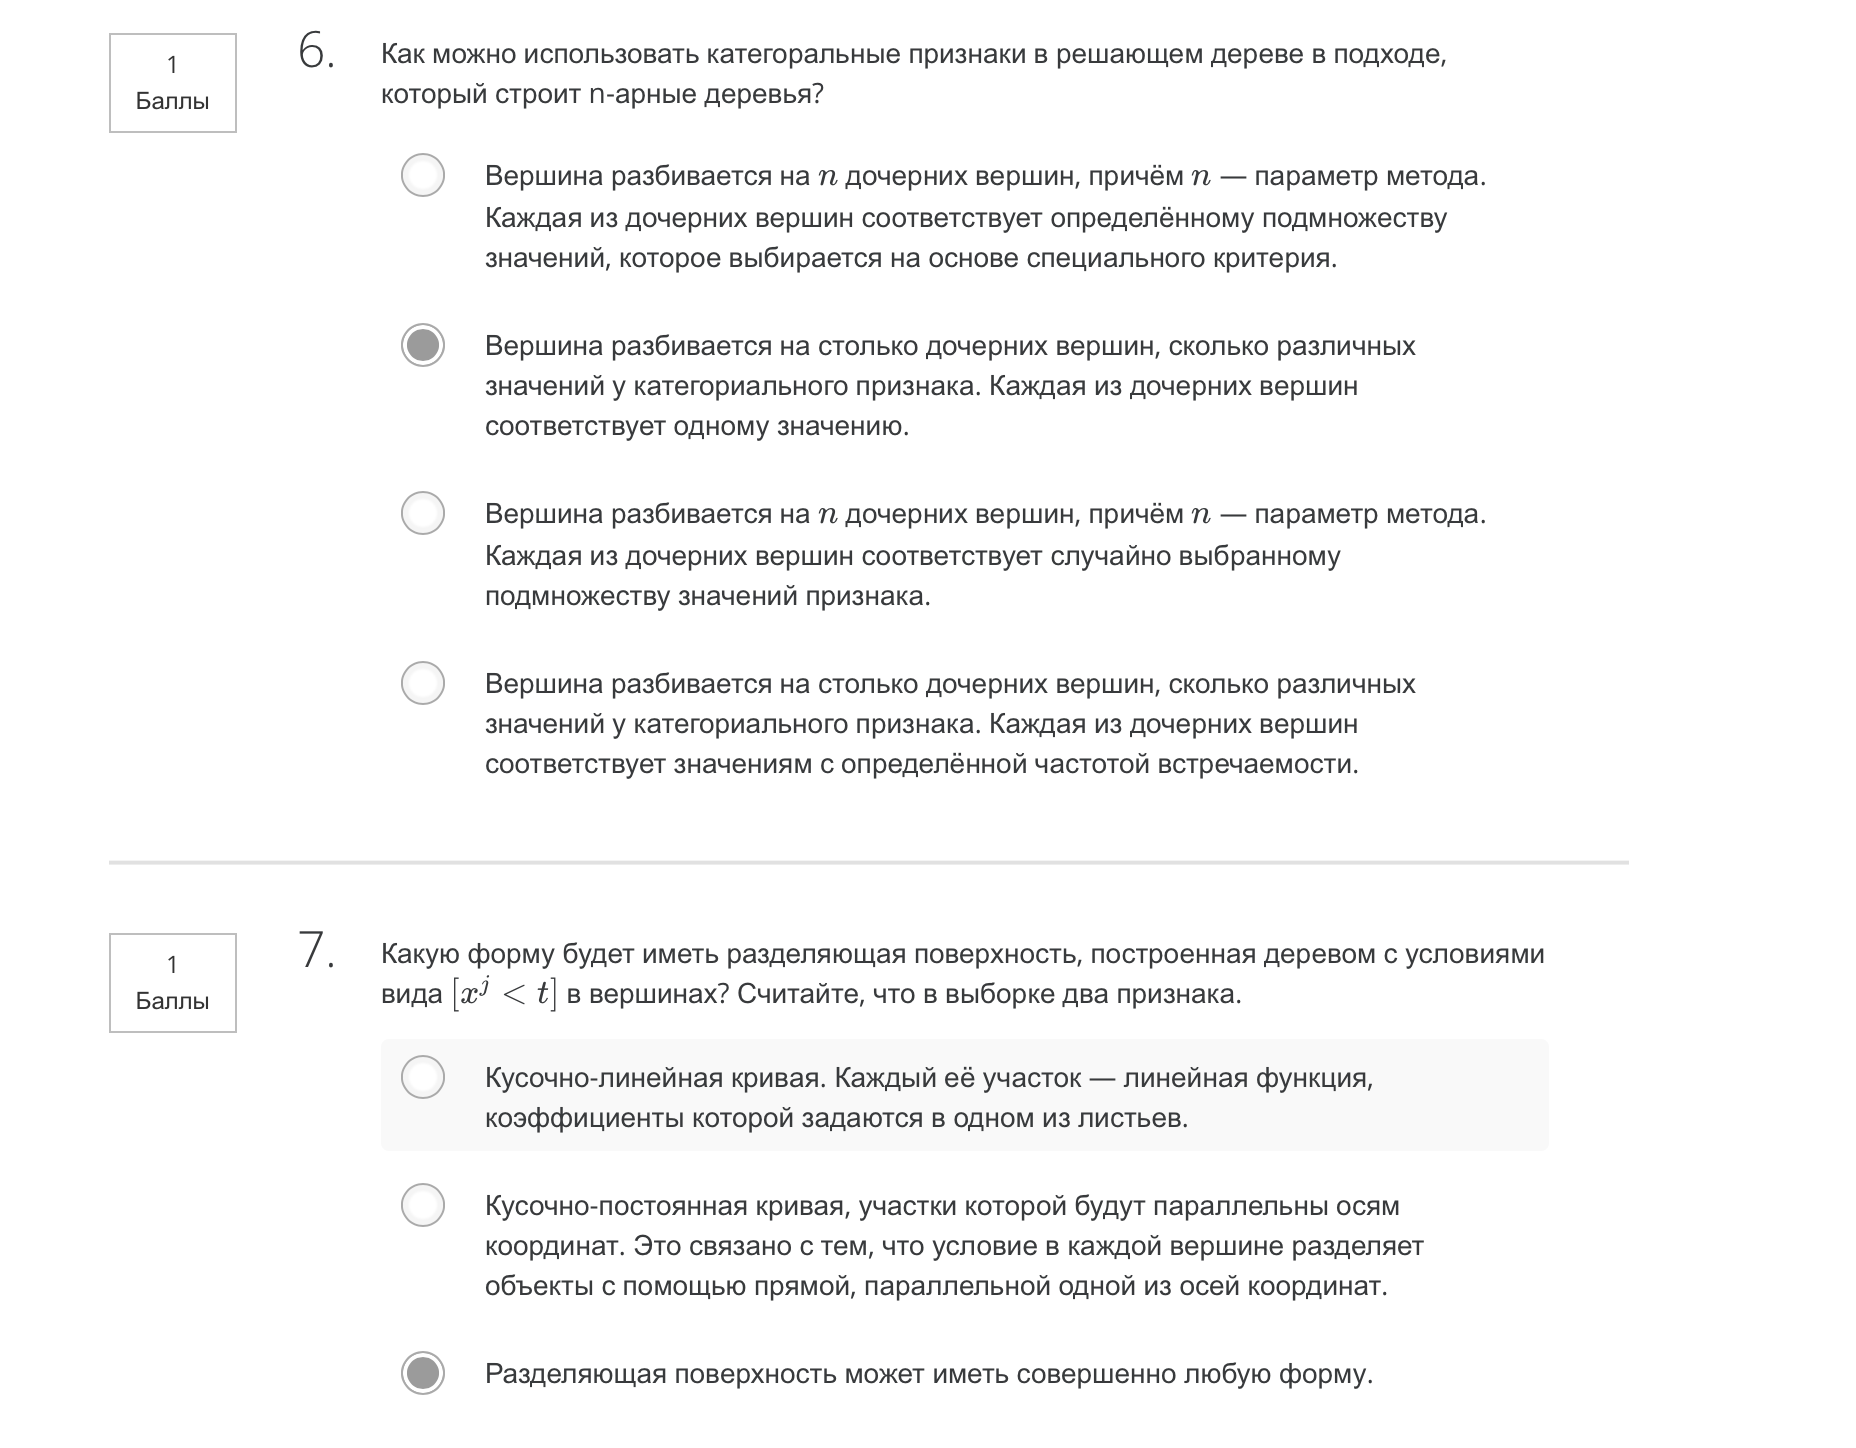 1
Баллы
6.
Как можно использовать категоральные признаки в решающем дереве в подходе,
который строит n-арные деревья?
Вершина разбивается на n дочерних вершин, причём n — параметр метода.
Каждая из дочерних вершин соответствует определённому подмножеству
значений, которое выбирается на основе специального критерия.
Вершина разбивается на столько дочерних вершин, сколько различных
значений у категориального признака. Каждая из дочерних вершин
соответствует одному значению.
Вершина разбивается на n дочерних вершин, причём n — параметр метода.
Каждая из дочерних вершин соответствует случайно выбранному
подмножеству значений признака.
Вершина разбивается на столько дочерних вершин, сколько различных
значений у категориального признака. Каждая из дочерних вершин
соответствует значениям с определённой частотой встречаемости.
1
Баллы
7.
Какую форму будет иметь разделяющая поверхность, построенная деревом с условиями
вида [x^j < t] в вершинах? Считайте, что в выборке два признака.
Кусочно-линейная кривая. Каждый её участок — линейная функция,
коэффициенты которой задаются в одном из листьев.
Кусочно-постоянная кривая, участки которой будут параллельны осям
координат. Это связано с тем, что условие в каждой вершине разделяет
объекты с помощью прямой, параллельной одной из осей координат.
Разделяющая поверхность может иметь совершенно любую форму.